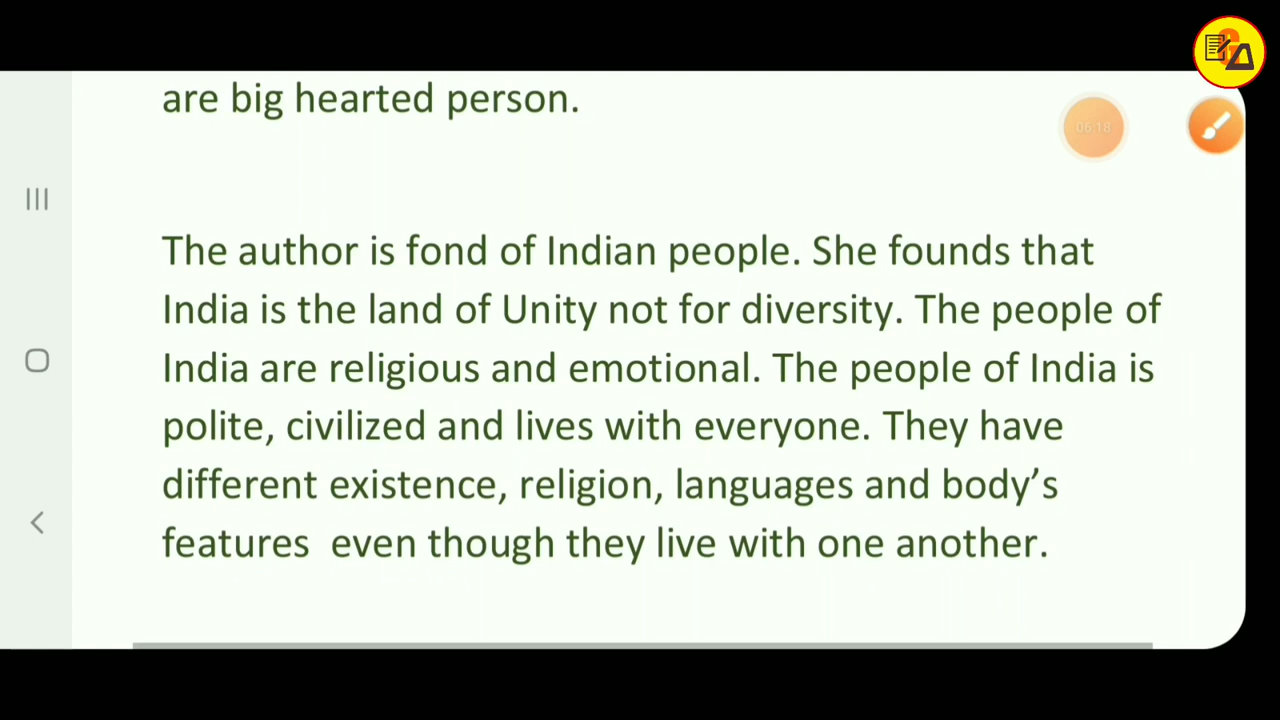 are big hearted person.
06:18
The author is fond of Indian people. She founds that
India is the land of Unity not for diversity. The people of
India are religious and emotional. The people of India is
polite, civilized and lives with everyone. They have
different existence, religion, languages and body’s
features  even though they live with one another.